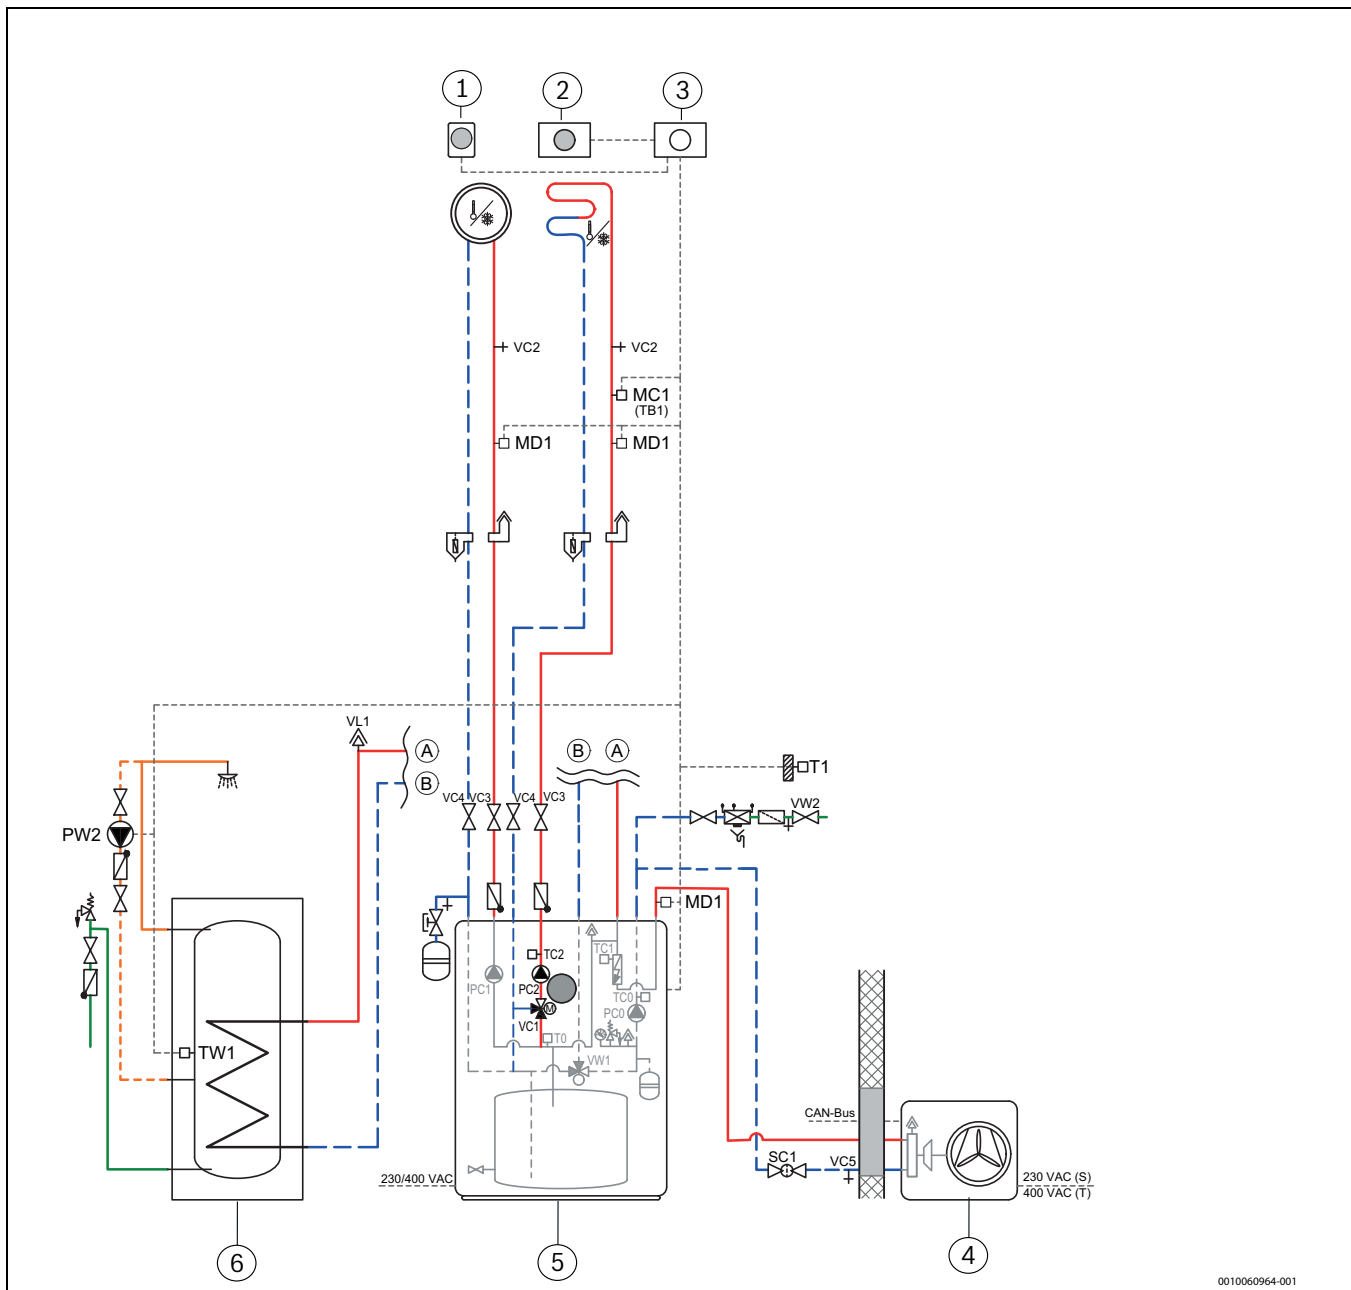 1
2
3
VC2
VC2
MC1
(TB1)
MD1
MD1
VL1
A
B
B
A
T1
VC4
VC3
VC4
VC3
VW2
PW2
MD1
TC2
TC1
PC1
PC2
TC0
PC0
M
VC1
T0
VW1
TW1
CAN-Bus
SC1
VC5
230/400 VAC
230 VAC (S)
400 VAC (T)
6
5
4
0010060964-001